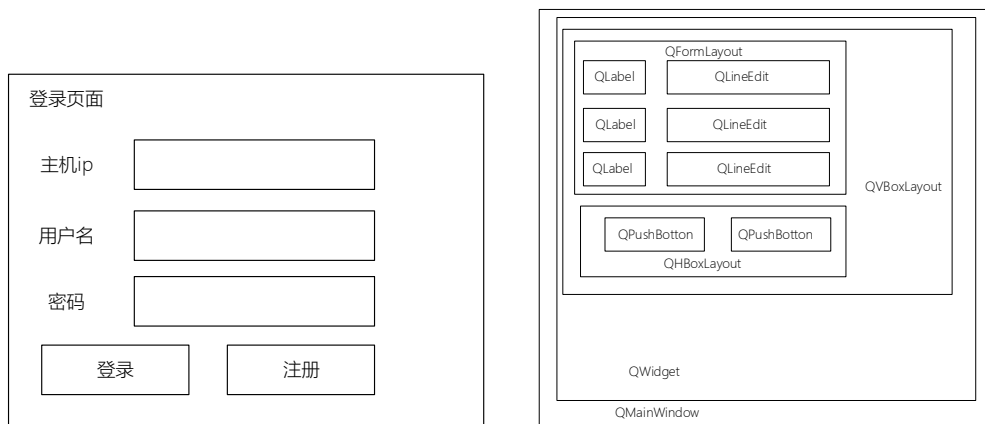 登录页面
主机ip
用户名
密码
登录 注册
QFormLayout
QLabel QLineEdit
QLabel QLineEdit
QLabel QLineEdit
QVBoxLayout
QPushBotton QPushBotton
QHBoxLayout
QWidget
QMainWindow